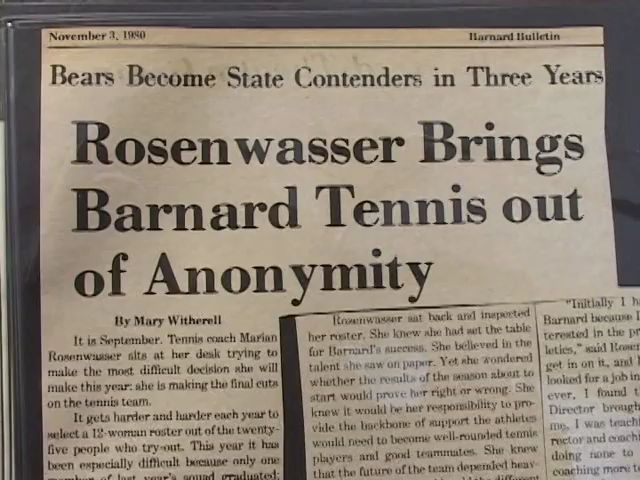 November 3, 1980
Barnard Bulletin
Bears Become State Contenders in Three Years
Rosenwasser Brings
Barnard Tennis out
of Anonymity
By Mary Witherell
It is September. Tennis coach Marian
Rosenwasser sits at her desk trying to
make the most difficult decision she will
make this year: she is making the final cuts
on the tennis team.
It gets harder and harder each year to
select a 12-woman roster out of the twenty-
five people who try-out. This year it has
been especially difficult because only one
member of last year's squad graduated;
Rosenwasser sat back and inspected
her roster. She knew she had set the table
for Barnard's success. She believed in the
talent she saw on paper. Yet she wondered
whether the results of the season about to
start would prove her right or wrong. She
knew it would be her responsibility to pro-
vide the backbone of support the athletes
would need to become well-rounded tennis
players and good teammates. She knew
that the future of the team depended heav-
"Initially I h
Barnard because I
terested in the pr
letics," said Rosen
get in on it, and
looked for a job in
ever, I found t
Director brough
me, I was teach
rector and coach
doing none to
coaching more t